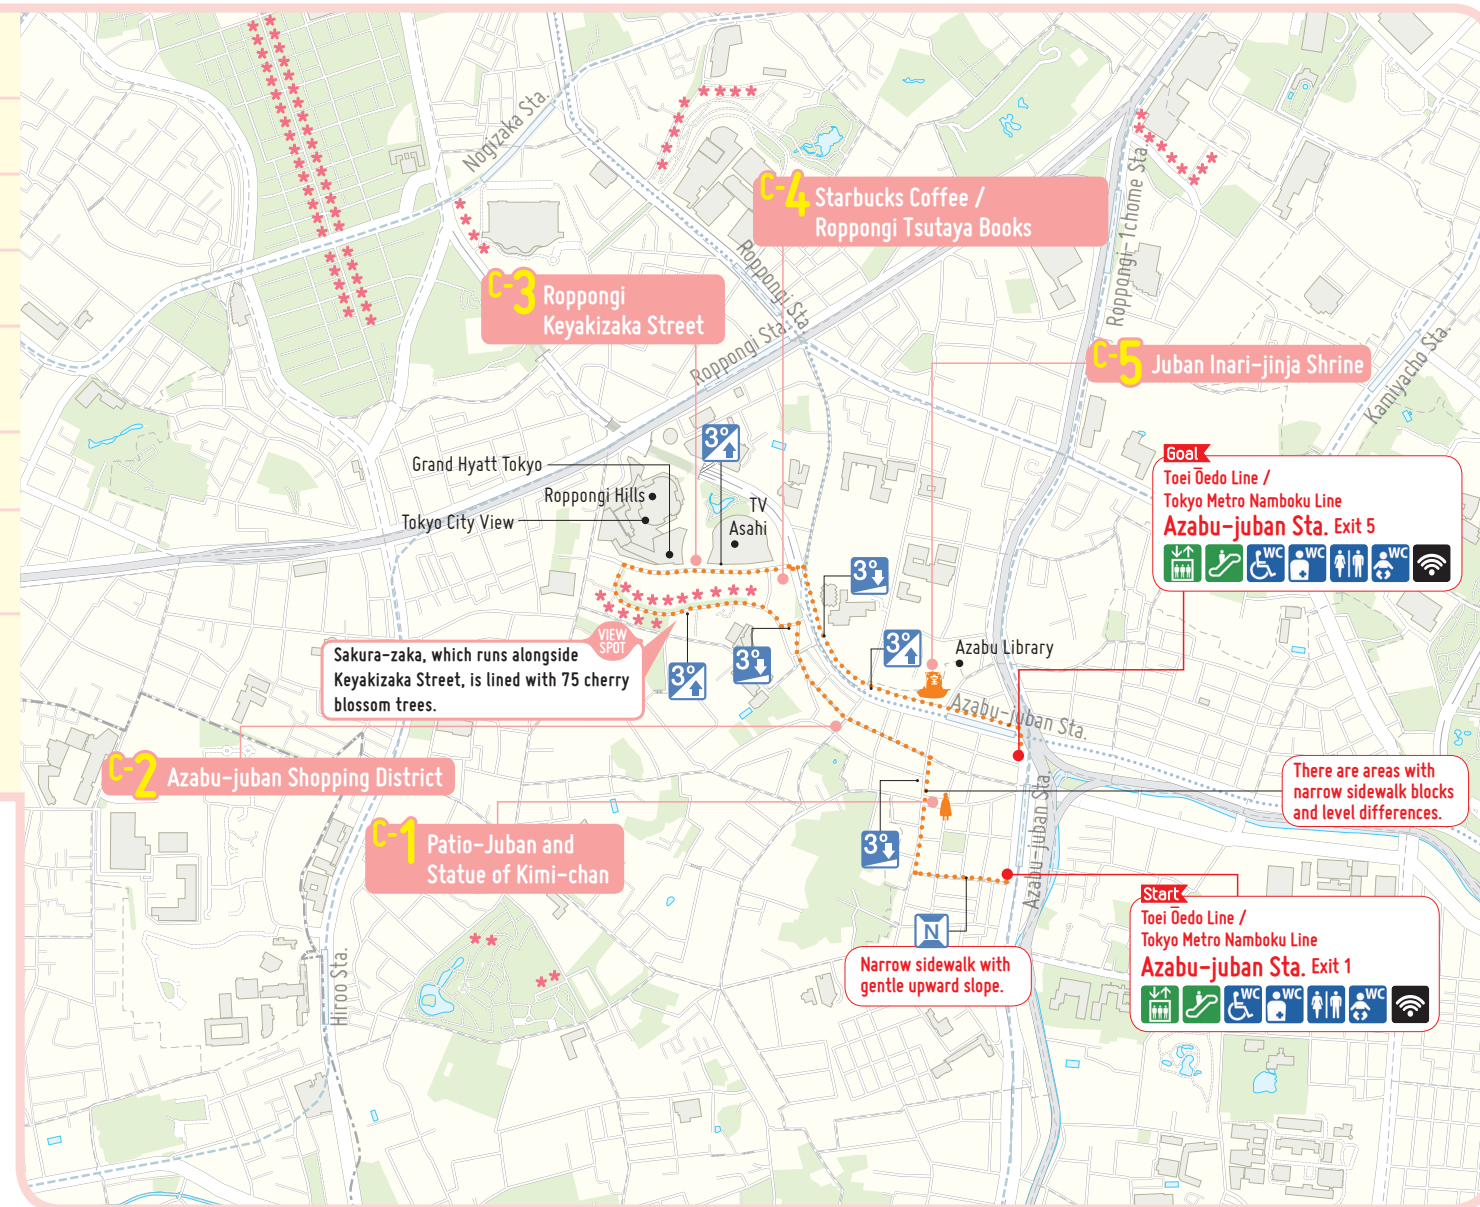 Nogizaka Sta.
C-4 Starbucks Coffee /
Roppongi Tsutaya Books
Roppongi-1chome Sta.
C-3 Roppongi
Keyakizaka Street
Roppongi Sta.
Roppongi Sta.
C-5 Juban Inari-jinja Shrine
Kamiyacho Sta.
3°
Grand Hyatt Tokyo
Roppongi Hills
Tokyo City View
TV
Asahi
Goal
Toei Ōedo Line /
Tokyo Metro Namboku Line
Azabu-juban Sta. Exit 5
WC
WC
WC
3°
VIEW
SPOT
Sakura-zaka, which runs alongside
Keyakizaka Street, is lined with 75 cherry
blossom trees.
3°
3°
3°
Azabu Library
Azabu-juban Sta.
C-2 Azabu-juban Shopping District
There are areas with
narrow sidewalk blocks
and level differences.
Azabu-juban Sta.
C-1 Patio-Juban and
Statue of Kimi-chan
3°
Start
Toei Ōedo Line /
Tokyo Metro Namboku Line
Azabu-juban Sta. Exit 1
WC
WC
WC
N
Narrow sidewalk with
gentle upward slope.
Hiroo Sta.